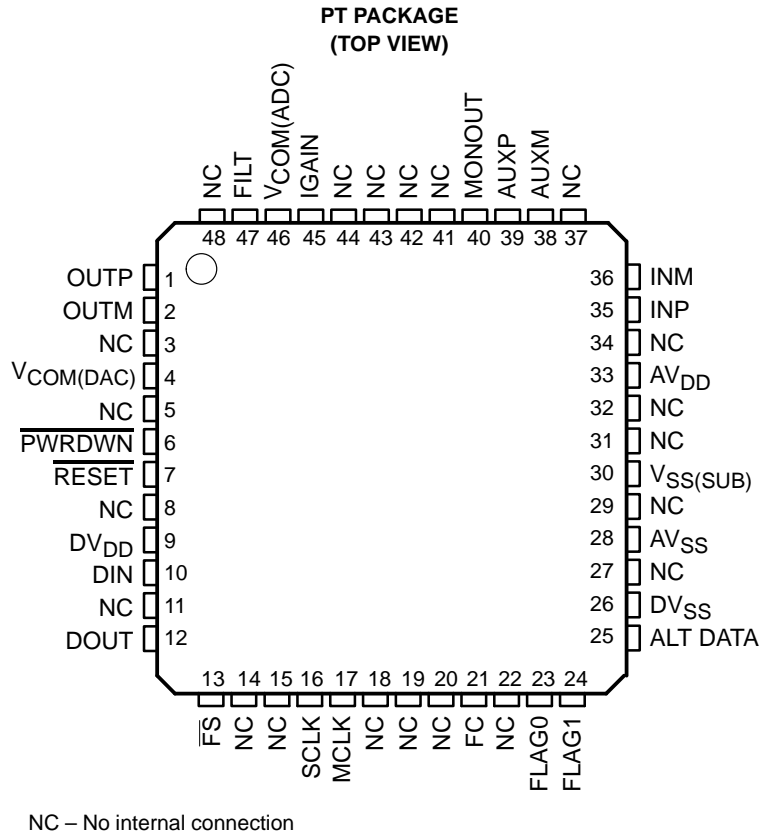 PT PACKAGE
(TOP VIEW)
NC
FILT
VCOM(ADC)
IGAIN
NC
NC
NC
NC
MONOUT
AUXP
AUXM
NC
48 47 46 45 44 43 42 41 40 39 38 37
OUTP 1
OUTM 2
NC 3
VCOM(DAC) 4
NC 5
PWRDWN 6
RESET 7
NC 8
DVDD 9
DIN 10
NC 11
DOUT 12
36 INM
35 INP
34 NC
33 AVDD
32 NC
31 NC
30 VSS(SUB)
29 NC
28 AVSS
27 NC
26 DVSS
25 ALT DATA
13 14 15 16 17 18 19 20 21 22 23 24
FS
NC
NC
SCLK
MCLK
NC
NC
NC
FC
NC
FLAG0
FLAG1
NC – No internal connection